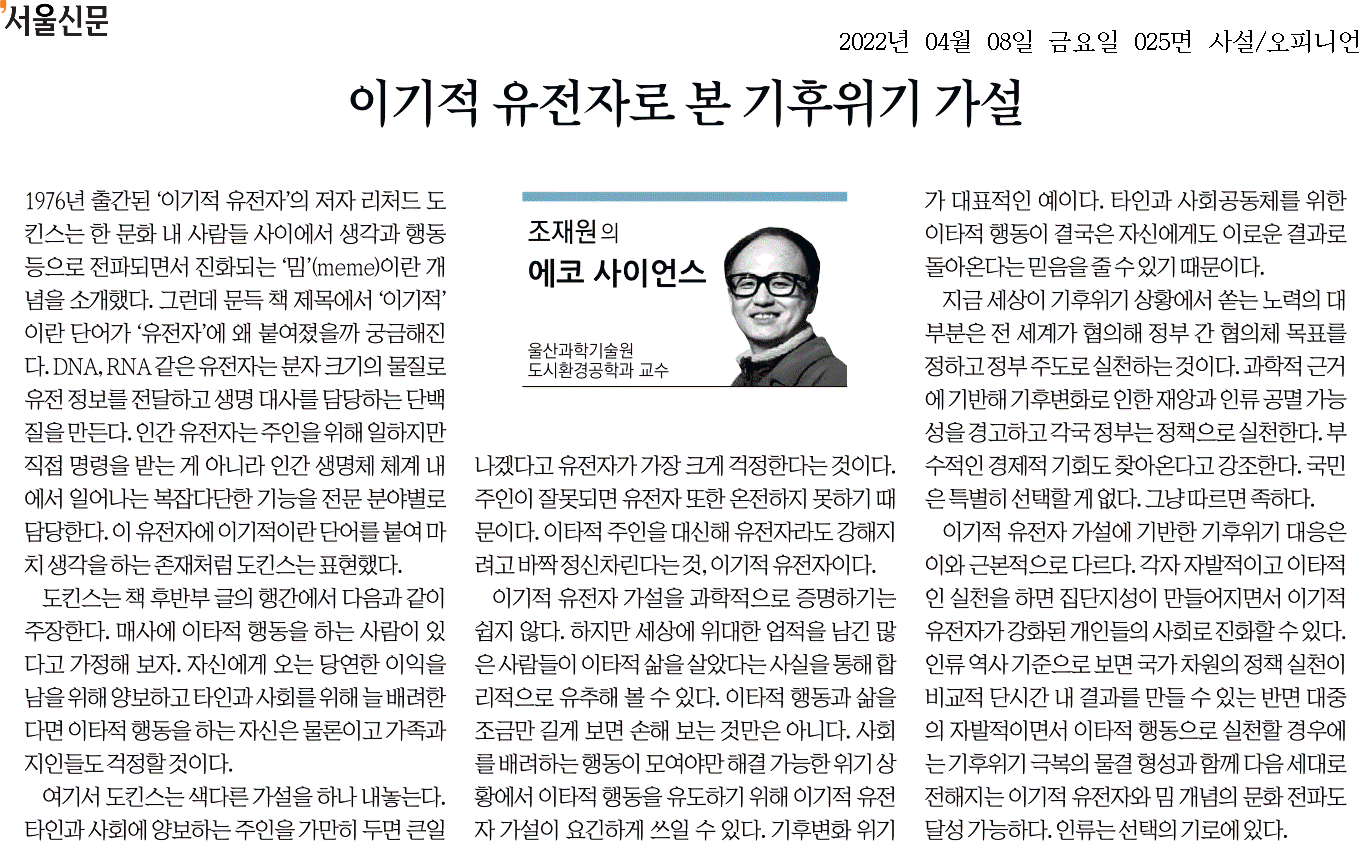 서울신문
2022년 04월 08일 금요일 025면 사설/오피니언
이기적 유전자로 본 기후위기 가설
1976년 출간된 ‘이기적 유전자’의 저자 리처드 도
킨스는 한 문화 내 사람들 사이에서 생각과 행동
등으로 전파되면서 진화되는 ‘밈’(meme)이란 개
념을 소개했다. 그런데 문득 책 제목에서 ‘이기적’
이란 단어가 ‘유전자’에 왜 붙여졌을까 궁금해진
다. DNA, RNA 같은 유전자는 분자 크기의 물질로
유전 정보를 전달하고 생명 대사를 담당하는 단백
질을 만든다. 인간 유전자는 주인을 위해 일하지만
직접 명령을 받는 게 아니라 인간 생명체 체계 내
에서 일어나는 복잡다단한 기능을 전문 분야별로
담당한다. 이 유전자에 이기적이란 단어를 붙여 마
치 생각을 하는 존재처럼 도킨스는 표현했다.
도킨스는 책 후반부 글의 행간에서 다음과 같이
주장한다. 매사에 이타적 행동을 하는 사람이 있
다고 가정해 보자. 자신에게 오는 당연한 이익을
남을 위해 양보하고 타인과 사회를 위해 늘 배려한
다면 이타적 행동을 하는 자신은 물론이고 가족과
지인들도 걱정할 것이다.
여기서 도킨스는 색다른 가설을 하나 내놓는다.
타인과 사회에 양보하는 주인을 가만히 두면 큰일
조재원의
에코 사이언스
울산과학기술원
도시환경공학과 교수
나겠다고 유전자가 가장 크게 걱정한다는 것이다.
주인이 잘못되면 유전자 또한 온전하지 못하기 때
문이다. 이타적 주인을 대신해 유전자라도 강해지
려고 바짝 정신차린다는 것, 이기적 유전자이다.
이기적 유전자 가설을 과학적으로 증명하기는
쉽지 않다. 하지만 세상에 위대한 업적을 남긴 많
은 사람들이 이타적 삶을 살았다는 사실을 통해 합
리적으로 유추해 볼 수 있다. 이타적 행동과 삶을
조금만 길게 보면 손해 보는 것만은 아니다. 사회
를 배려하는 행동이 모여야만 해결 가능한 위기 상
황에서 이타적 행동을 유도하기 위해 이기적 유전
자 가설이 요긴하게 쓰일 수 있다. 기후변화 위기
가 대표적인 예이다. 타인과 사회공동체를 위한
이타적 행동이 결국은 자신에게도 이로운 결과로
돌아온다는 믿음을 줄 수 있기 때문이다.
지금 세상이 기후위기 상황에서 쏟는 노력의 대
부분은 전 세계가 협의해 정부 간 협의체 목표를
정하고 정부 주도로 실천하는 것이다. 과학적 근거
에 기반해 기후변화로 인한 재앙과 인류 공멸 가능
성을 경고하고 각국 정부는 정책으로 실천한다. 부
수적인 경제적 기회도 찾아온다고 강조한다. 국민
은 특별히 선택할 게 없다. 그냥 따르면 족하다.
이기적 유전자 가설에 기반한 기후위기 대응은
이와 근본적으로 다르다. 각자 자발적이고 이타적
인 실천을 하면 집단지성이 만들어지면서 이기적
유전자가 강화된 개인들의 사회로 진화할 수 있다.
인류 역사 기준으로 보면 국가 차원의 정책 실천이
비교적 단시간 내 결과를 만들 수 있는 반면 대중
의 자발적이면서 이타적 행동으로 실천할 경우에
는 기후위기 극복의 물결 형성과 함께 다음 세대로
전해지는 이기적 유전자와 밈 개념의 문화 전파도
달성 가능하다. 인류는 선택의 기로에 있다.